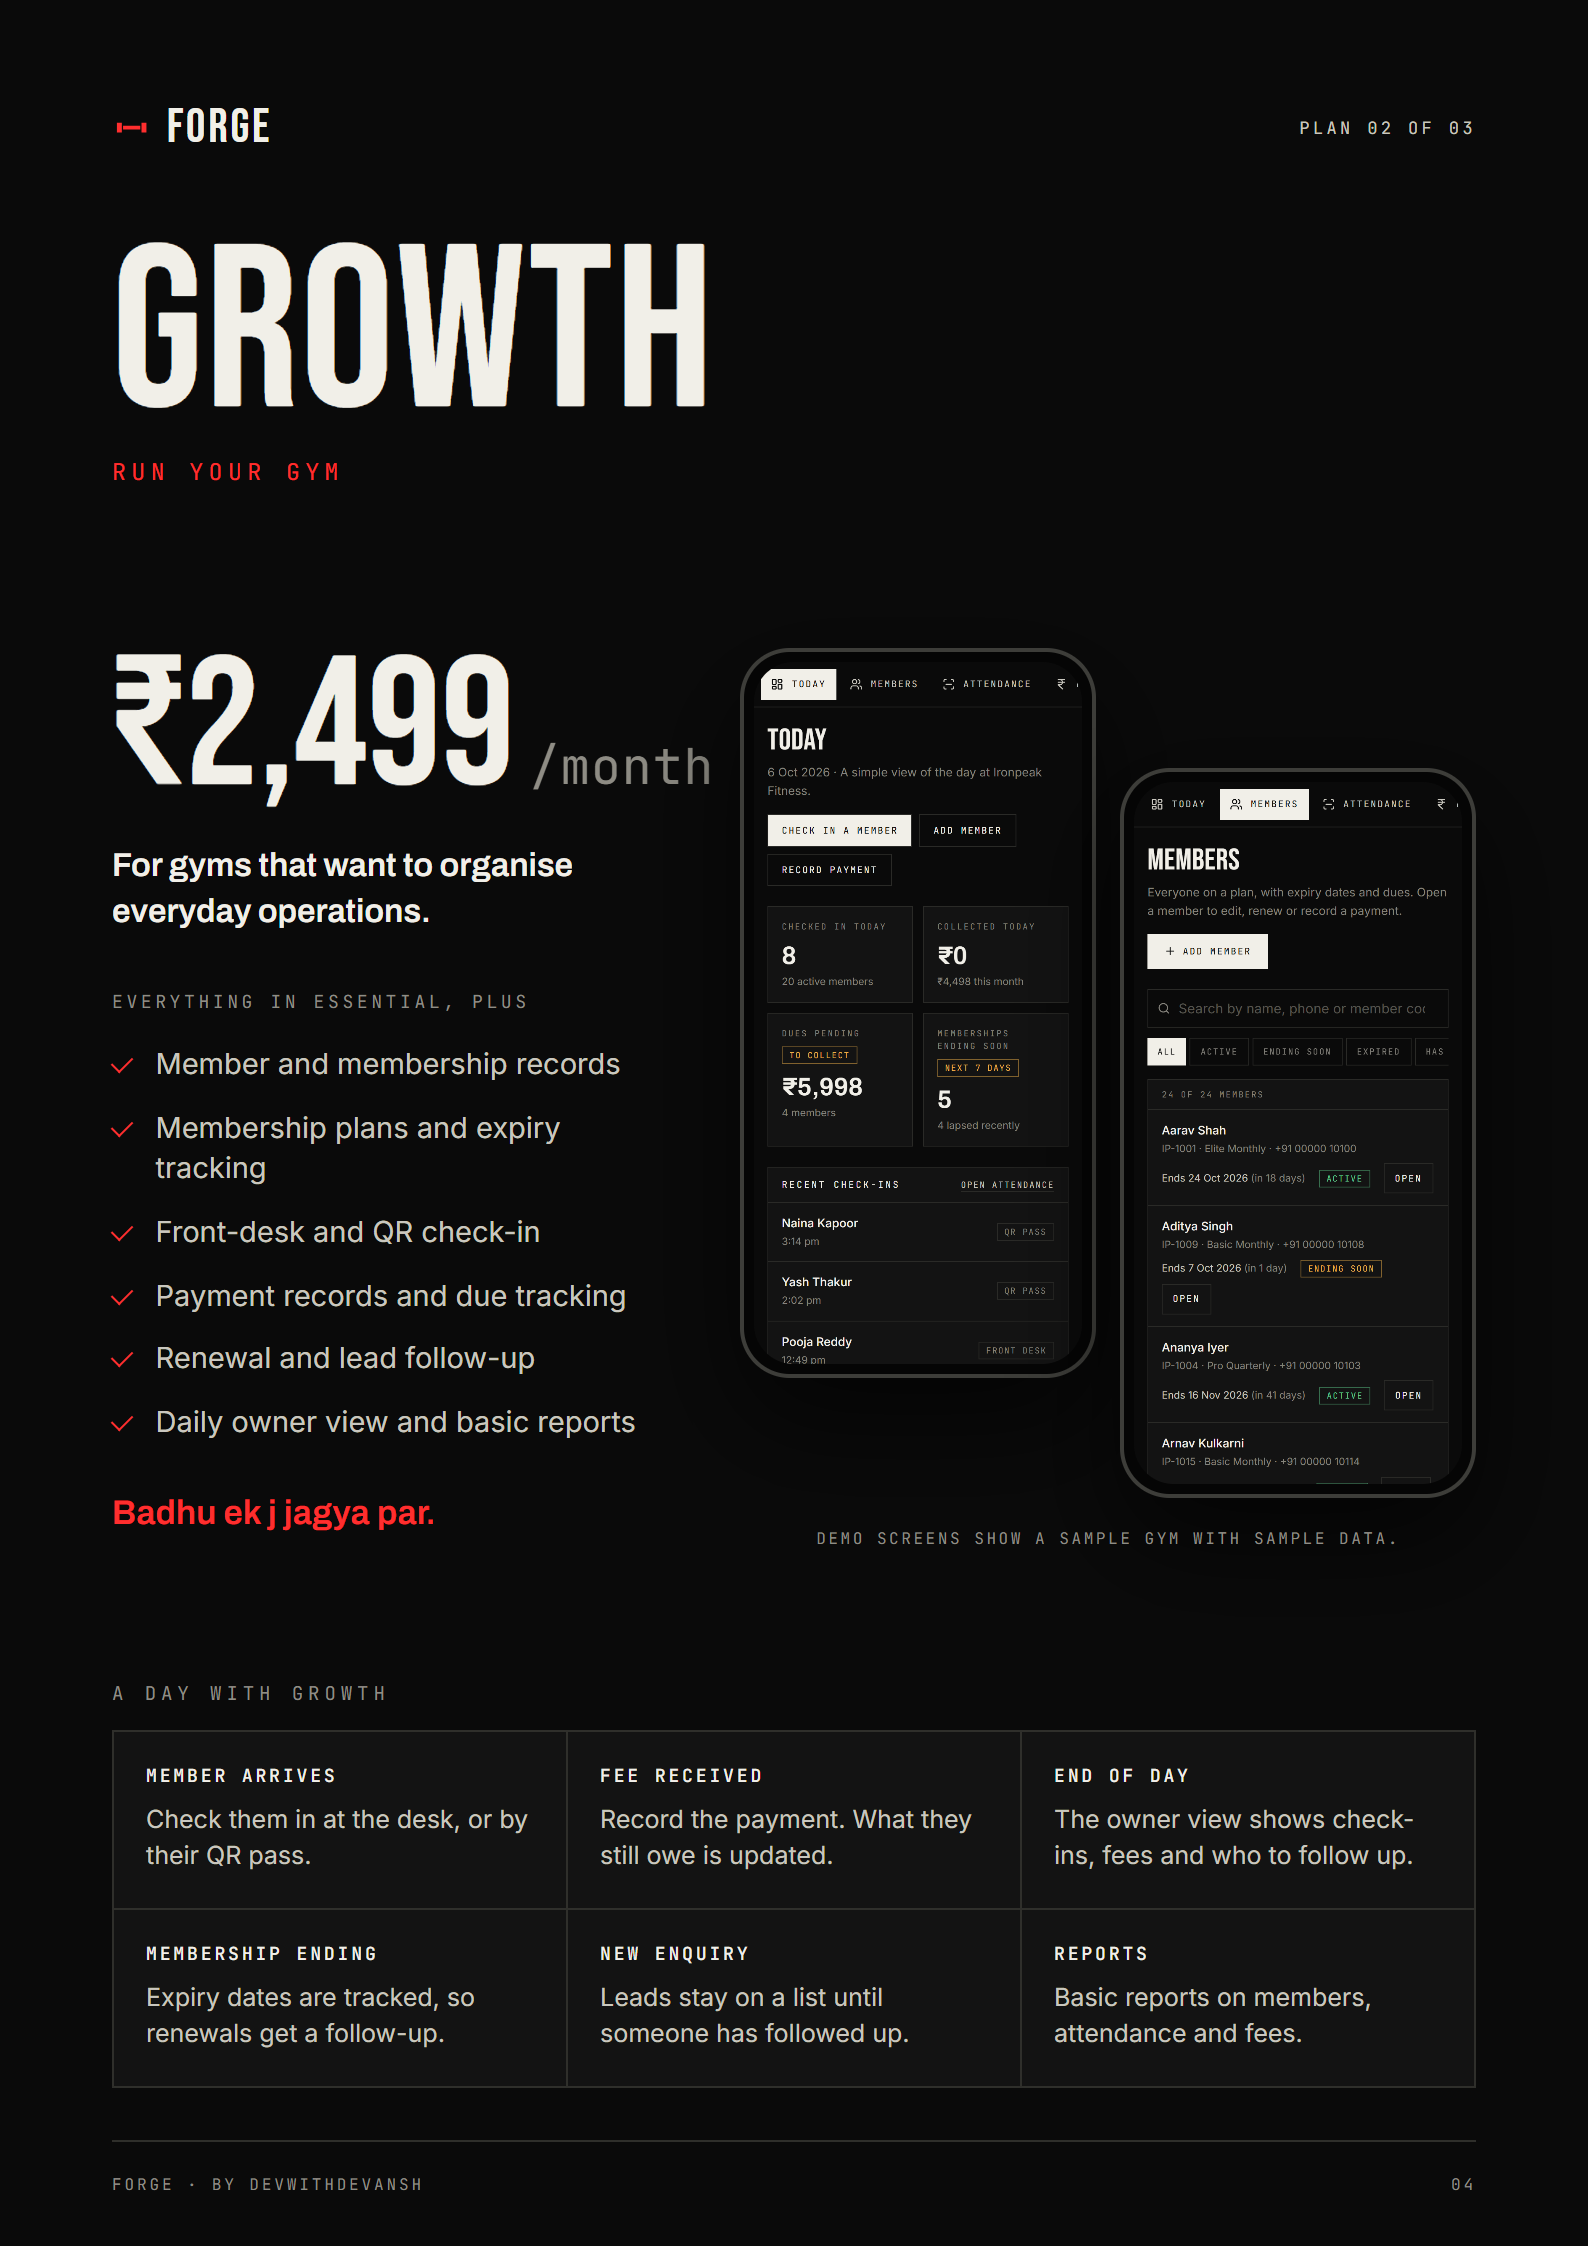 FORGE
PLAN 02 OF 03
GROWTH
RUN YOUR GYM
₹2,499 /month
For gyms that want to organise
everyday operations.
EVERYTHING IN ESSENTIAL, PLUS
Member and membership records
Membership plans and expiry
tracking
Front-desk and QR check-in
Payment records and due tracking
Renewal and lead follow-up
Daily owner view and basic reports
Badhu ek j jagya par.
TODAY MEMBERS ATTENDANCE ₹
TODAY
6 Oct 2026 · A simple view of the day at Ironpeak
Fitness.
CHECK IN A MEMBER ADD MEMBER
RECORD PAYMENT
CHECKED IN TODAY
8
20 active members
COLLECTED TODAY
₹0
₹4,498 this month
DUES PENDING
TO COLLECT
₹5,998
4 members
MEMBERSHIPS
ENDING SOON
NEXT 7 DAYS
5
4 lapsed recently
RECENT CHECK-INS OPEN ATTENDANCE
Naina Kapoor
3:14 pm
QR PASS
Yash Thakur
2:02 pm
QR PASS
Pooja Reddy
12:49 pm
FRONT DESK
TODAY MEMBERS ATTENDANCE ₹
MEMBERS
Everyone on a plan, with expiry dates and dues. Open
a member to edit, renew or record a payment.
+ ADD MEMBER
Search by name, phone or member coc
ALL ACTIVE ENDING SOON EXPIRED HAS
24 OF 24 MEMBERS
Aarav Shah
IP-1001 · Elite Monthly · +91 00000 10100
Ends 24 Oct 2026 (in 18 days) ACTIVE OPEN
Aditya Singh
IP-1009 · Basic Monthly · +91 00000 10108
Ends 7 Oct 2026 (in 1 day) ENDING SOON
OPEN
Ananya Iyer
IP-1004 · Pro Quarterly · +91 00000 10103
Ends 16 Nov 2026 (in 41 days) ACTIVE OPEN
Arnav Kulkarni
IP-1015 · Basic Monthly · +91 00000 10114
DEMO SCREENS SHOW A SAMPLE GYM WITH SAMPLE DATA.
A DAY WITH GROWTH
MEMBER ARRIVES
Check them in at the desk, or by
their QR pass.
FEE RECEIVED
Record the payment. What they
still owe is updated.
END OF DAY
The owner view shows check-
ins, fees and who to follow up.
MEMBERSHIP ENDING
Expiry dates are tracked, so
renewals get a follow-up.
NEW ENQUIRY
Leads stay on a list until
someone has followed up.
REPORTS
Basic reports on members,
attendance and fees.
FORGE · BY DEVWITHDEVANSH
04